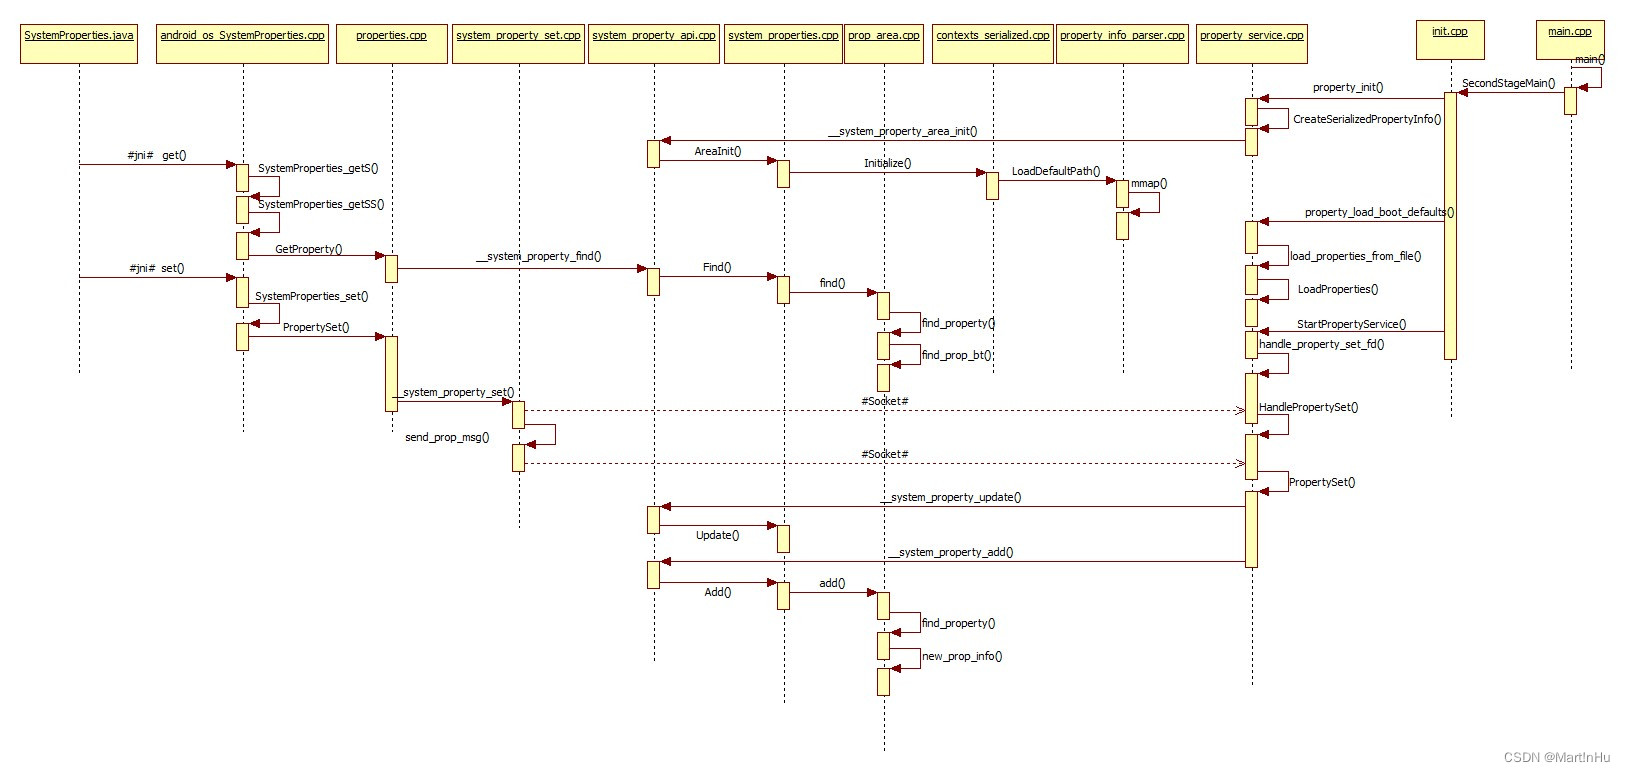 SystemProperties.java
android_os_SystemProperties.cpp
properties.cpp
system_property_set.cpp
system_property_api.cpp
system_properties.cpp
prop_area.cpp
contexts_serialized.cpp
property_info_parser.cpp
property_service.cpp
init.cpp
main.cpp
main()
SecondStageMain()
property_init()
CreateSerializedPropertyInfo()
__system_property_area_init()
AreaInit()
Initialize()
LoadDefaultPath()
mmap()
#jni# get()
SystemProperties_getS()
SystemProperties_getSS()
property_load_boot_defaults()
GetProperty()
__system_property_find()
load_properties_from_file()
#jni# set()
Find()
find()
LoadProperties()
SystemProperties_set()
PropertySet()
find_property()
StartPropertyService()
handle_property_set_fd()
find_prop_bt()
__system_property_set()
#Socket#
HandlePropertySet()
send_prop_msg()
#Socket#
PropertySet()
__system_property_update()
Update()
__system_property_add()
Add()
add()
find_property()
new_prop_info()
CSDN @Mart!nHu